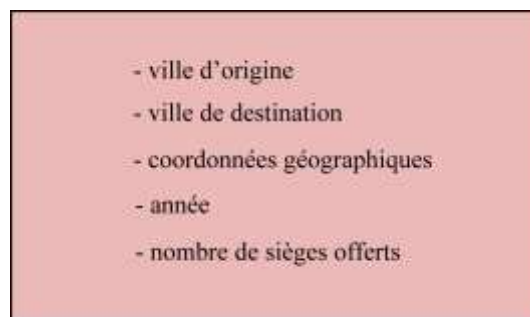 - ville d’origine
- ville de destination
- coordonnées géographiques
- année
- nombre de sièges offerts